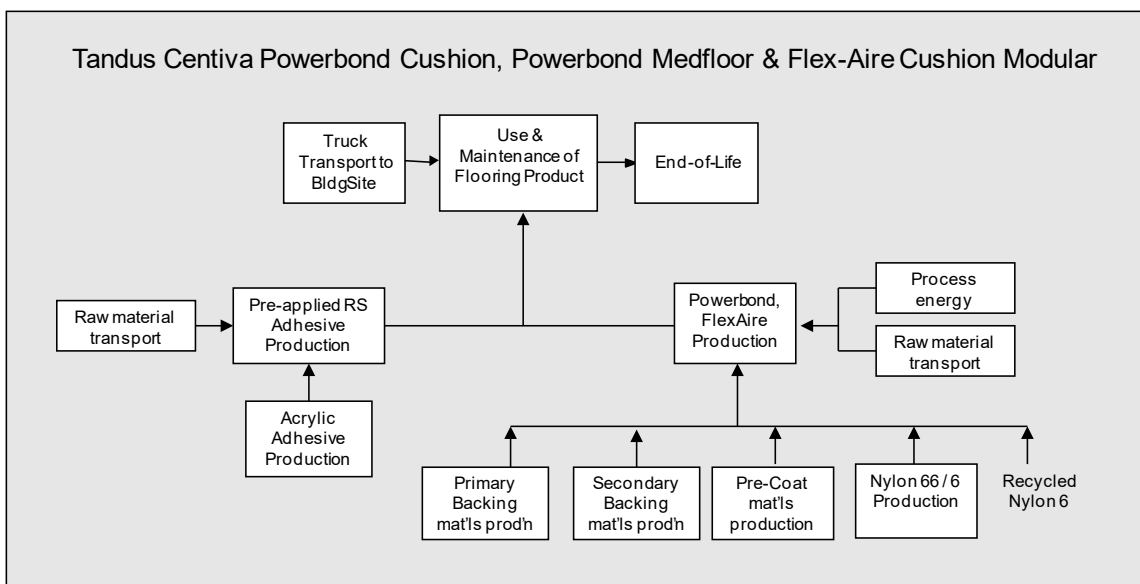 Tandus Centiva Powerbond Cushion, Powerbond Medfloor & Flex-Aire Cushion Modular
Truck
Transport to
BldgSite
Use &
Maintenance of
Flooring Product
End-of-Life
Raw material
transport
Pre-applied RS
Adhesive
Production
Powerbond,
FlexAire
Production
Process
energy
Raw material
transport
Acrylic
Adhesive
Production
Primary
Backing
mat'ls prod'n
Secondary
Backing
mat'ls prod'n
Pre-Coat
mat'ls
production
Nylon 66 / 6
Production
Recycled
Nylon 6